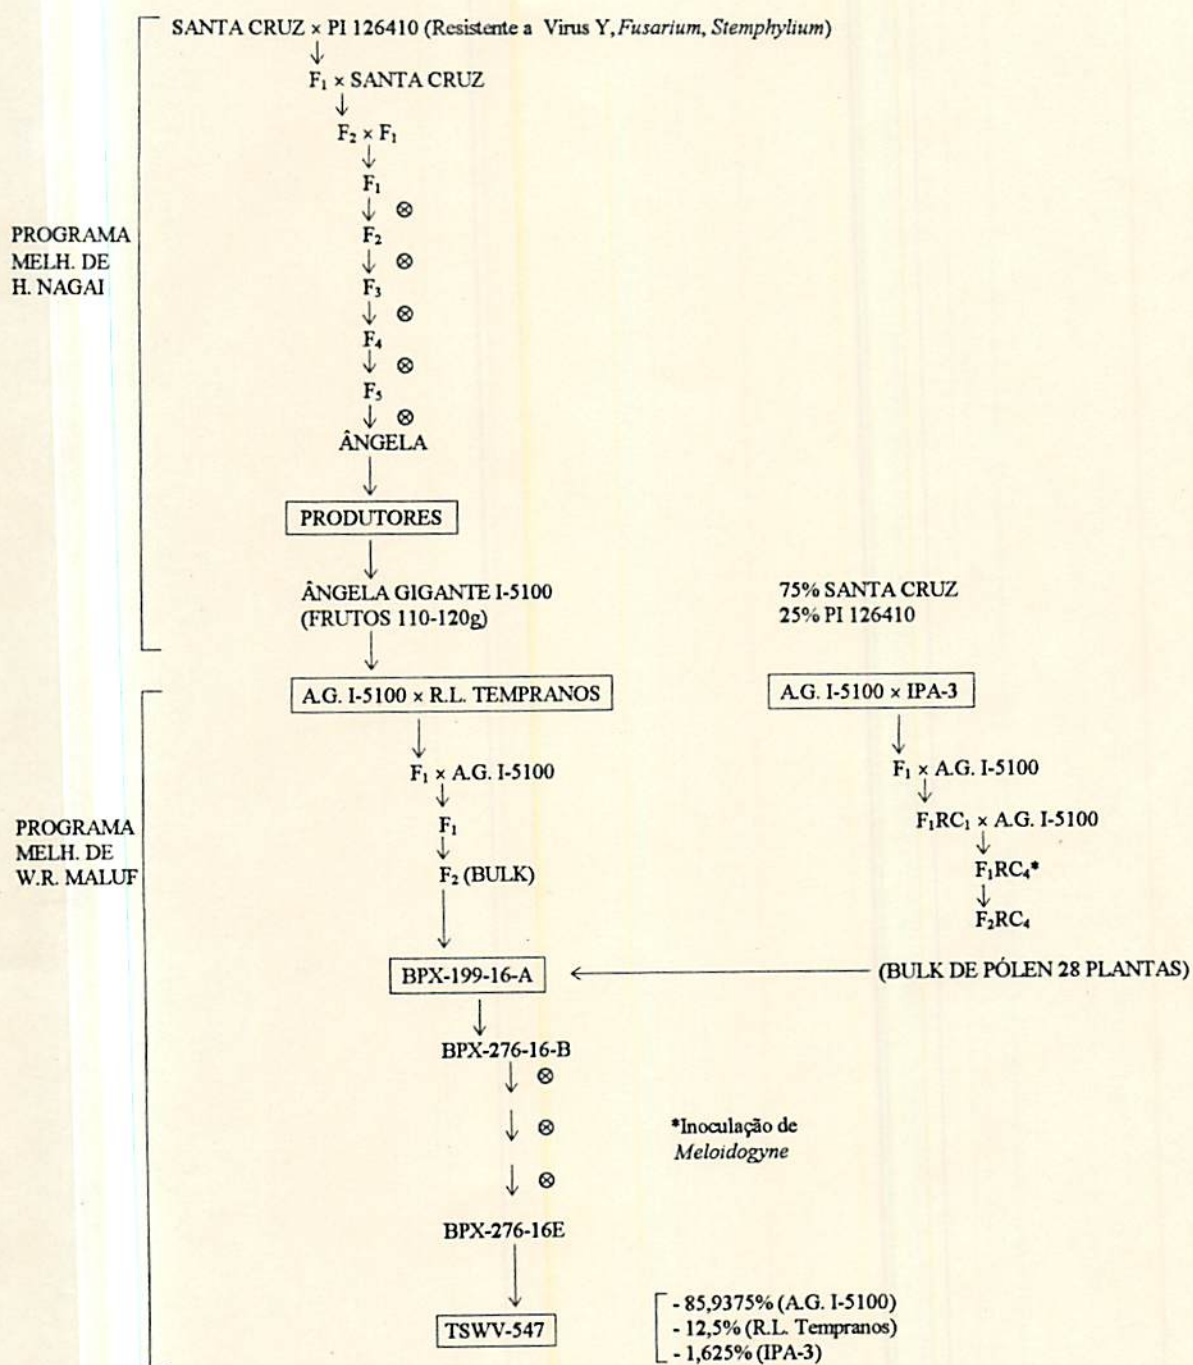 SANTA CRUZ × PI 126410 (Resistente a Virus Y, Fusarium, Stemphylium)
↓
F₁ × SANTA CRUZ
↓
F₂ × F₁
↓
F₁
↓ ⊗
F₂
↓ ⊗
F₃
↓ ⊗
F₄
↓ ⊗
F₅
↓ ⊗
ÂNGELA
↓
PRODUTORES
↓
ÂNGELA GIGANTE I-5100
(FRUTOS 110-120g)
↓
PROGRAMA
MELH. DE
H. NAGAI
75% SANTA CRUZ
25% PI 126410
A.G. I-5100 × R.L. TEMPRANOS
↓
F₁ × A.G. I-5100
↓
F₁
↓
F₂ (BULK)
↓
BPX-199-16-A
A.G. I-5100 × IPA-3
↓
F₁ × A.G. I-5100
↓
F₁RC₁ × A.G. I-5100
↓
F₁RC₄*
↓
F₂RC₄
← (BULK DE PÓLEN 28 PLANTAS)
PROGRAMA
MELH. DE
W.R. MALUF
↓
BPX-276-16-B
↓ ⊗
↓ ⊗
↓ ⊗
BPX-276-16E
↓
TSWV-547
*Inoculação de
Meloidogyne
- 85,9375% (A.G. I-5100)
- 12,5% (R.L. Tempranos)
- 1,625% (IPA-3)